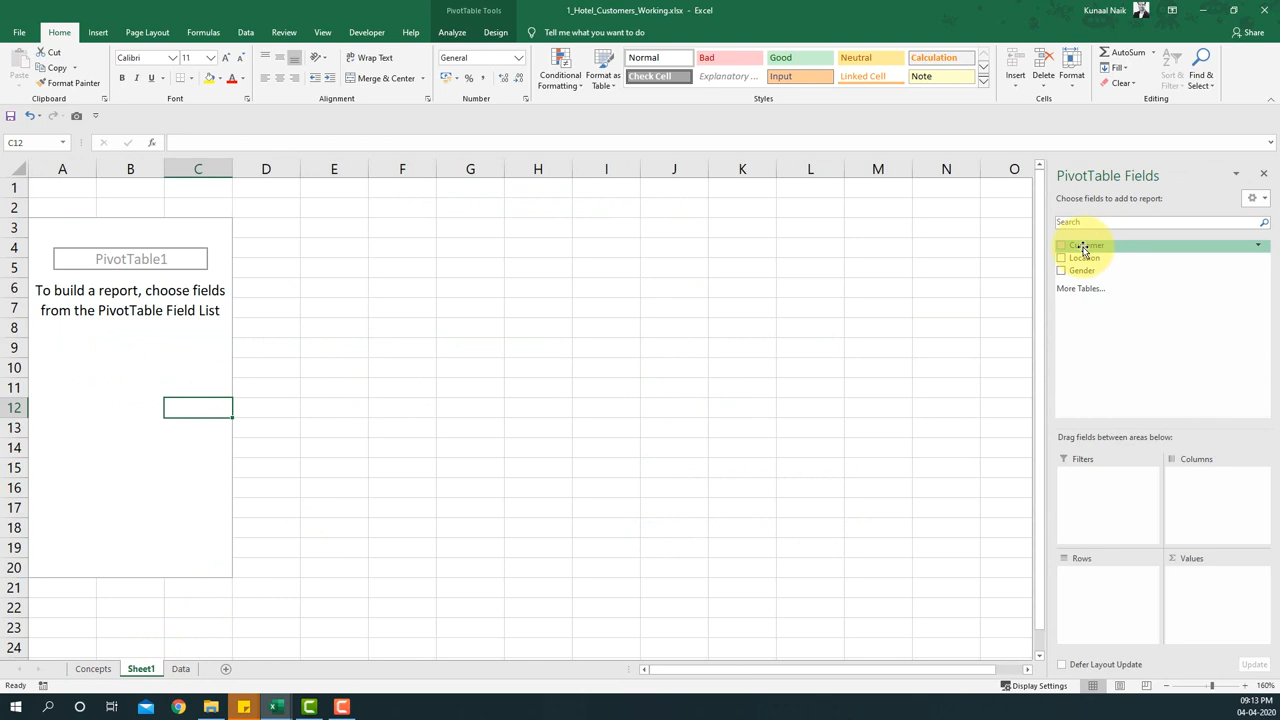 PivotTable Tools
1_Hotel_Customers_Working.xlsx - Excel
Kunaal Naik
File Home Insert Page Layout Formulas Data Review View Developer Help Analyze Design Tell me what you want to do Share
Paste
Cut
Copy
Format Painter
Clipboard
Calibri 11
B I U
Font
Wrap Text
Merge & Center
Alignment
General
Number
Conditional Formatting
Format as Table
Normal Bad Good Neutral Calculation
Check Cell Explanatory ... Input Linked Cell Note
Styles
Insert Delete Format
Cells
AutoSum
Fill
Clear
Sort & Filter
Find & Select
Editing
C12
A B C D E F G H I J K L M N O
1
2
3
4
5
6
7
8
9
10
11
12
13
14
15
16
17
18
19
20
21
22
23
24
PivotTable1
To build a report, choose fields
from the PivotTable Field List
PivotTable Fields
Choose fields to add to report:
Search
Customer
Location
Gender
More Tables...
Drag fields between areas below:
Filters Columns
Rows Values
Defer Layout Update Update
Concepts Sheet1 Data
Ready Display Settings 160%
09:13 PM
04-04-2020